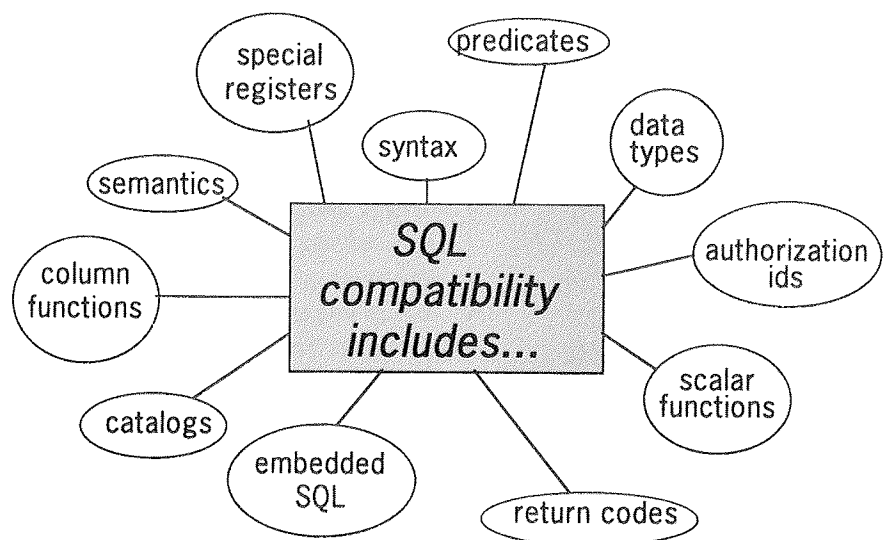 special
registers
predicates
syntax
data
types
semantics
SQL
compatibility
includes...
authorization
ids
column
functions
scalar
functions
catalogs
embedded
SQL
return codes